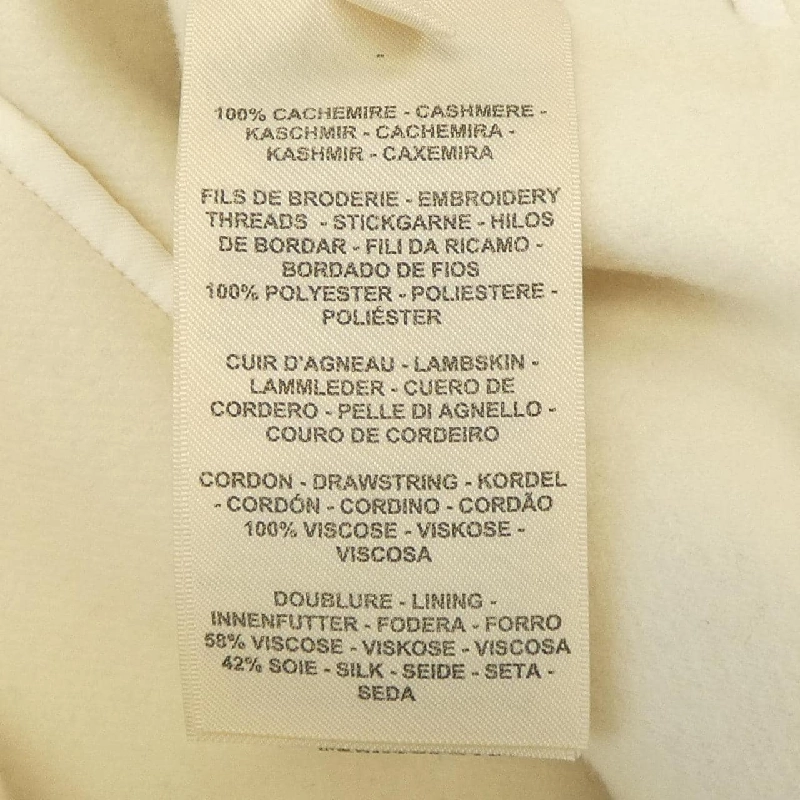 100% CACHEMIRE - CASHMERE -
KASCHMIR - CACHEMIRA -
KASHMIR - CAXEMIRA
FILS DE BRODERIE - EMBROIDERY
THREADS - STICKGARNE - HILOS
DE BORDAR - FILI DA RICAMO -
BORDADO DE FIOS
100% POLYESTER - POLIESTERE -
POLIÉSTER
CUIR D'AGNEAU - LAMBSKIN -
LAMMLEDER - CUERO DE
CORDERO - PELLE DI AGNELLO -
COURO DE CORDEIRO
CORDON - DRAWSTRING - KORDEL
- CORDÓN - CORDINO - CORDÃO
100% VISCOSE - VISKOSE -
VISCOSA
DOUBLURE - LINING -
INNENFUTTER - FODERA - FORRO
58% VISCOSE - VISKOSE - VISCOSA
42% SOIE - SILK - SEIDE - SETA -
SEDA